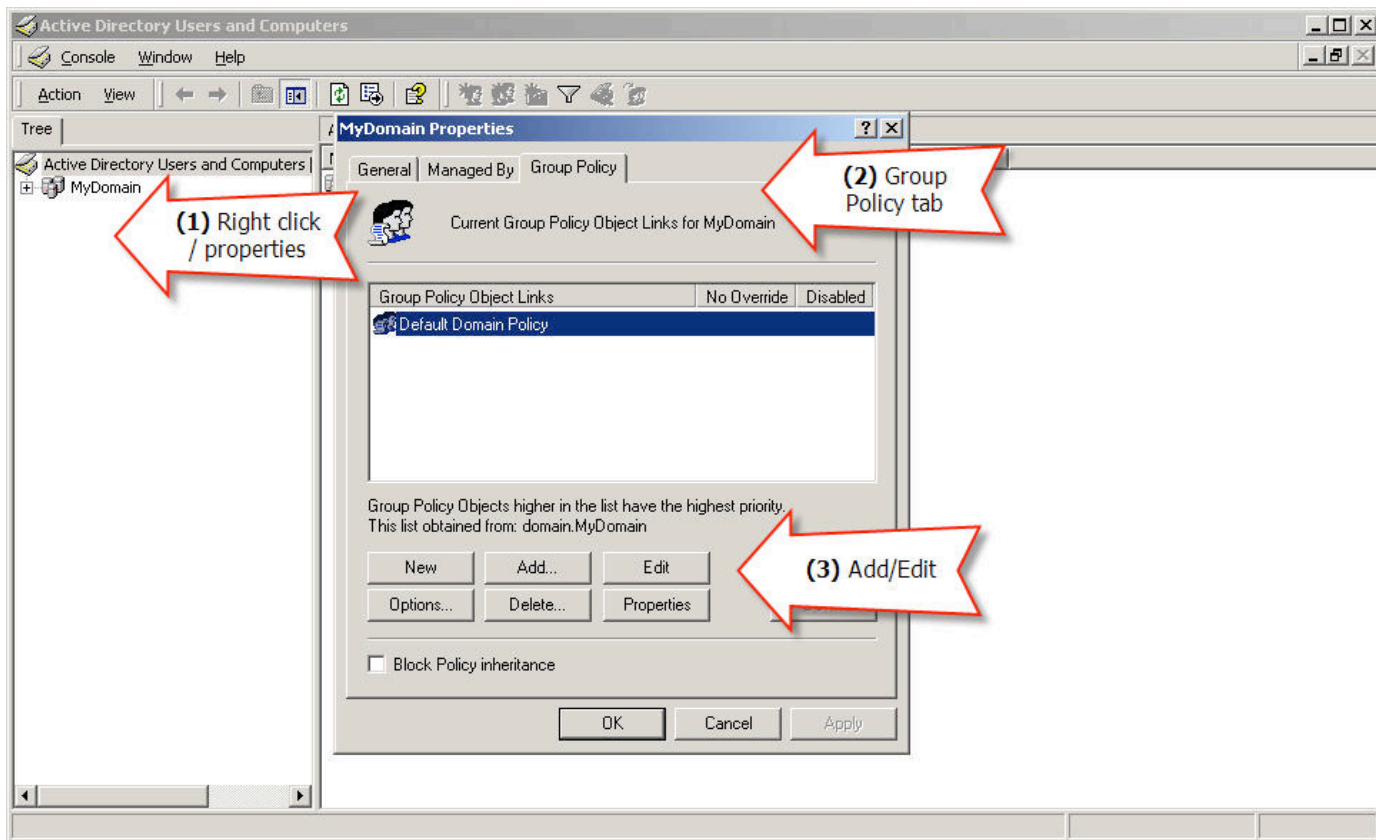 Active Directory Users and Computers
Console Window Help
Action View
Tree
Active Directory Users and Computers
MyDomain
(1) Right click
/ properties
MyDomain Properties
General Managed By Group Policy
(2) Group
Policy tab
Current Group Policy Object Links for MyDomain
Group Policy Object Links No Override Disabled
Default Domain Policy
Group Policy Objects higher in the list have the highest priority.
This list obtained from: domain.MyDomain
New Add... Edit
(3) Add/Edit
Options... Delete... Properties
Block Policy inheritance
OK Cancel Apply